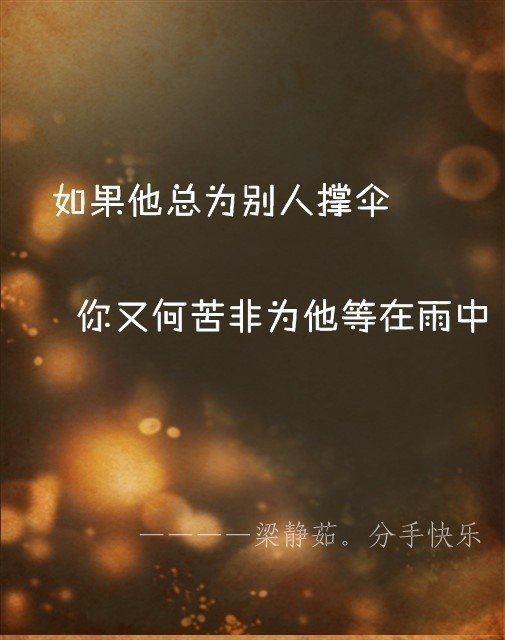 如果他总为别人撑伞
你又何苦非为他等在雨中
————梁静茹。分手快乐